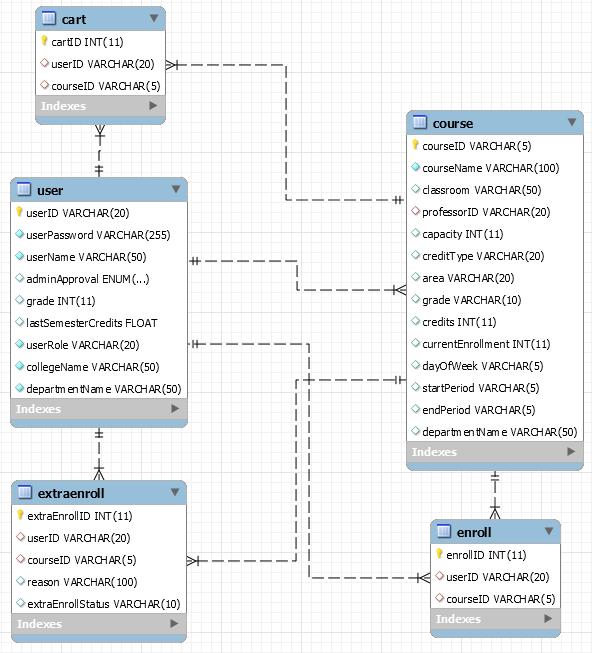 cart
cartID INT(11)
userID VARCHAR(20)
courseID VARCHAR(5)
Indexes
user
userID VARCHAR(20)
userPassword VARCHAR(255)
userName VARCHAR(50)
adminApproval ENUM(...)
grade INT(11)
lastSemesterCredits FLOAT
userRole VARCHAR(20)
collegeName VARCHAR(50)
departmentName VARCHAR(50)
Indexes
extraenroll
extraEnrollID INT(11)
userID VARCHAR(20)
courseID VARCHAR(5)
reason VARCHAR(100)
extraEnrollStatus VARCHAR(10)
Indexes
course
courseID VARCHAR(5)
courseName VARCHAR(100)
classroom VARCHAR(50)
professorID VARCHAR(20)
capacity INT(11)
creditType VARCHAR(20)
area VARCHAR(20)
grade VARCHAR(10)
credits INT(11)
currentEnrollment INT(11)
dayOfWeek VARCHAR(5)
startPeriod VARCHAR(5)
endPeriod VARCHAR(5)
departmentName VARCHAR(50)
Indexes
enroll
enrollID INT(11)
userID VARCHAR(20)
courseID VARCHAR(5)
Indexes